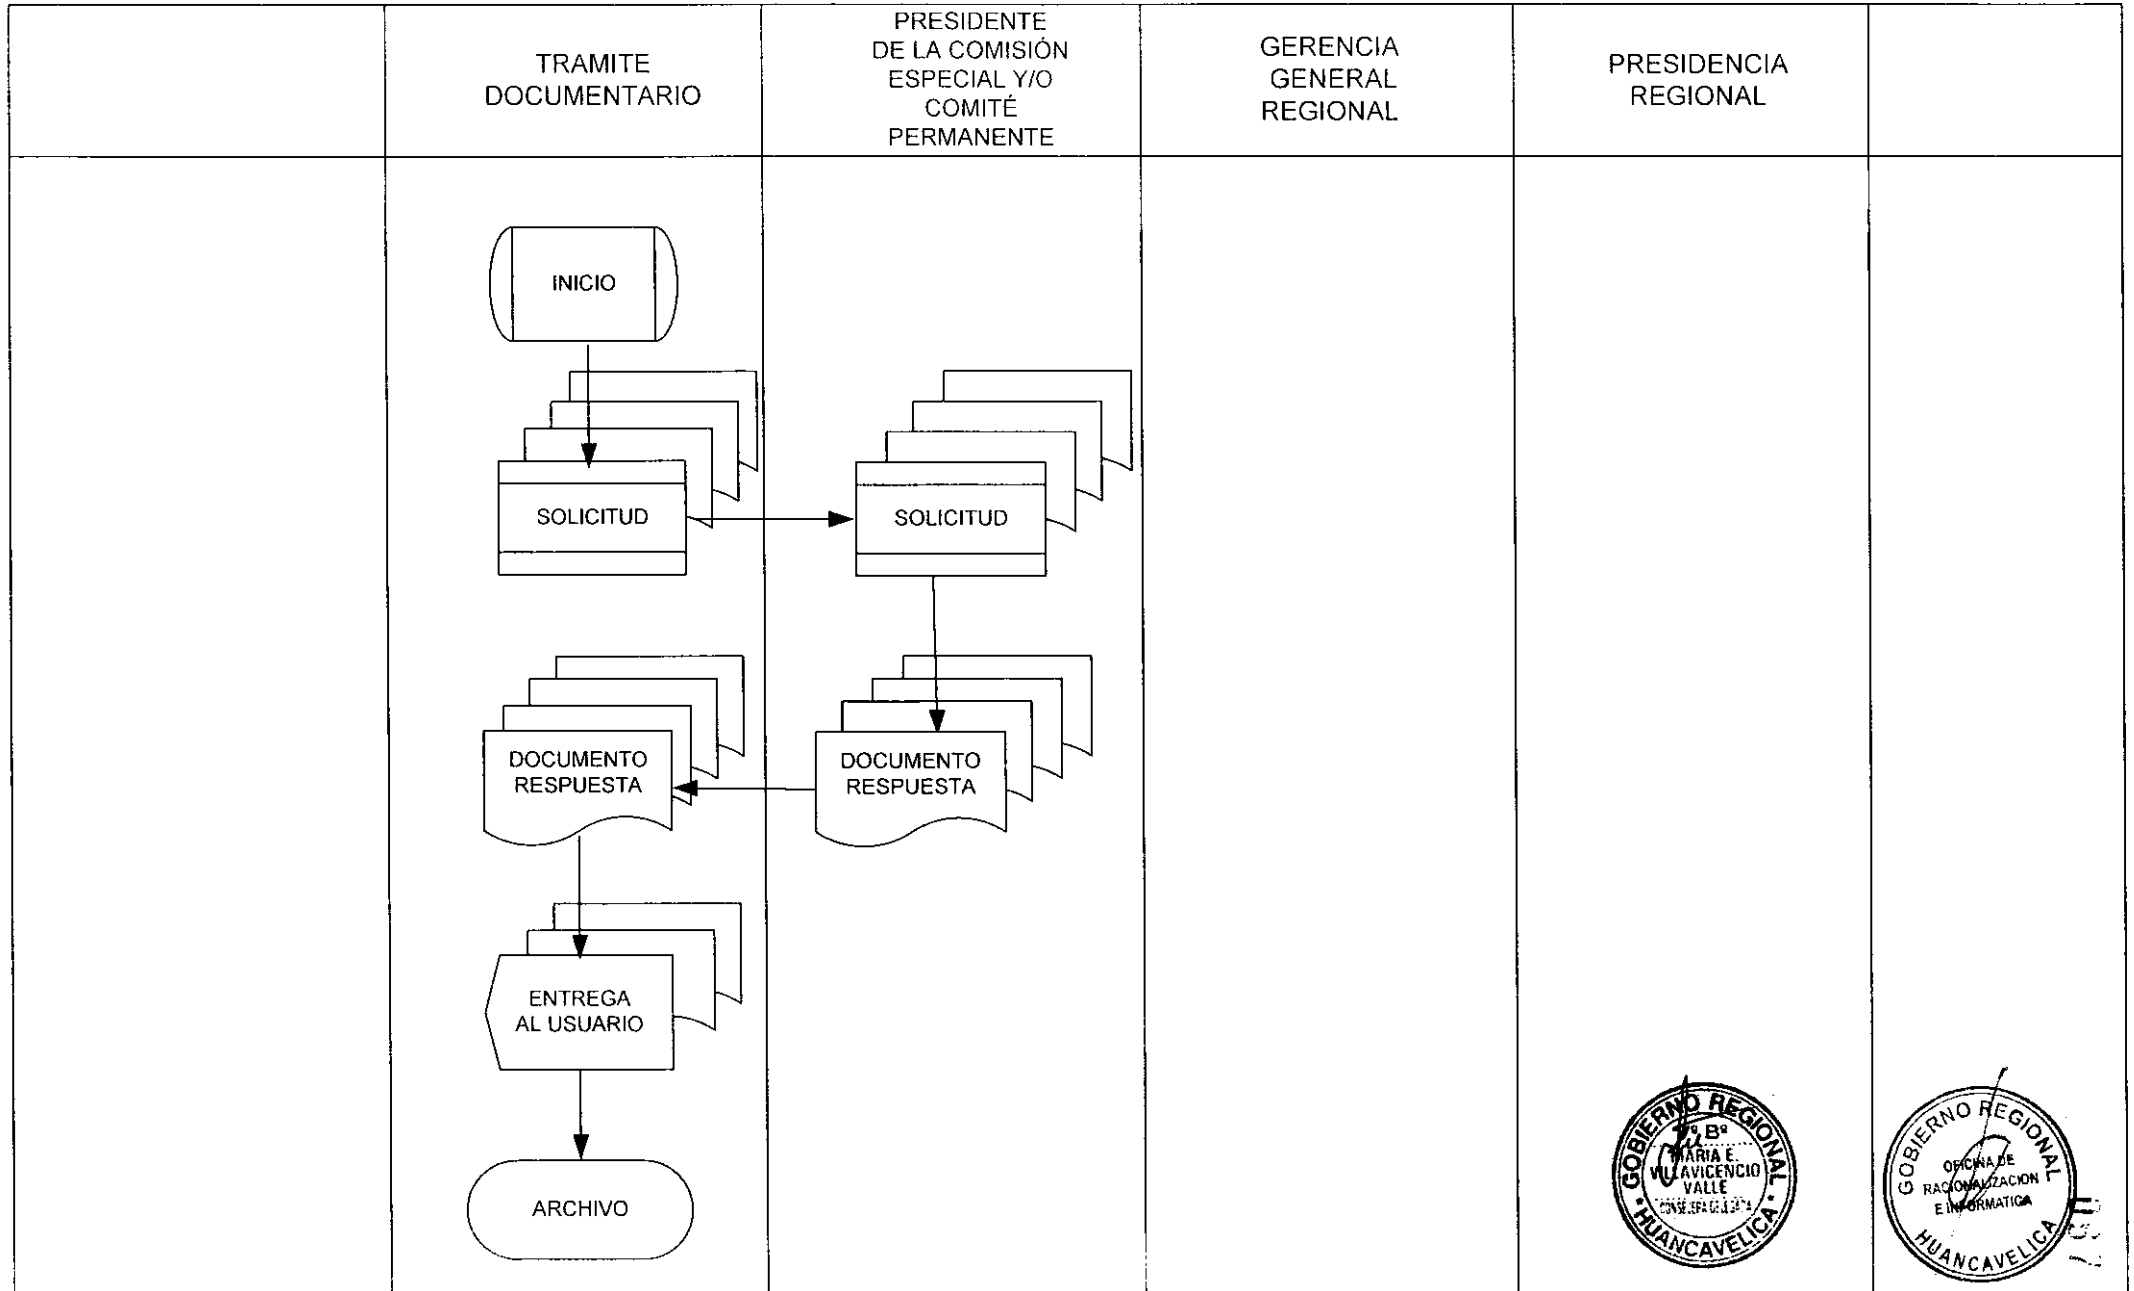 TRAMITE
DOCUMENTARIO
PRESIDENTE
DE LA COMISIÓN
ESPECIAL Y/O
COMITÉ
PERMANENTE
GERENCIA
GENERAL
REGIONAL
PRESIDENCIA
REGIONAL
INICIO
SOLICITUD
SOLICITUD
DOCUMENTO
RESPUESTA
DOCUMENTO
RESPUESTA
ENTREGA
AL USUARIO
ARCHIVO
GOBIERNO REGIONAL
Vº Bº
MARIA E.
VILLAVICENCIO
VALLE
HUANCAVELICA
GOBIERNO REGIONAL
OFICINA DE
RACIONALIZACION
E INFORMATICA
HUANCAVELICA